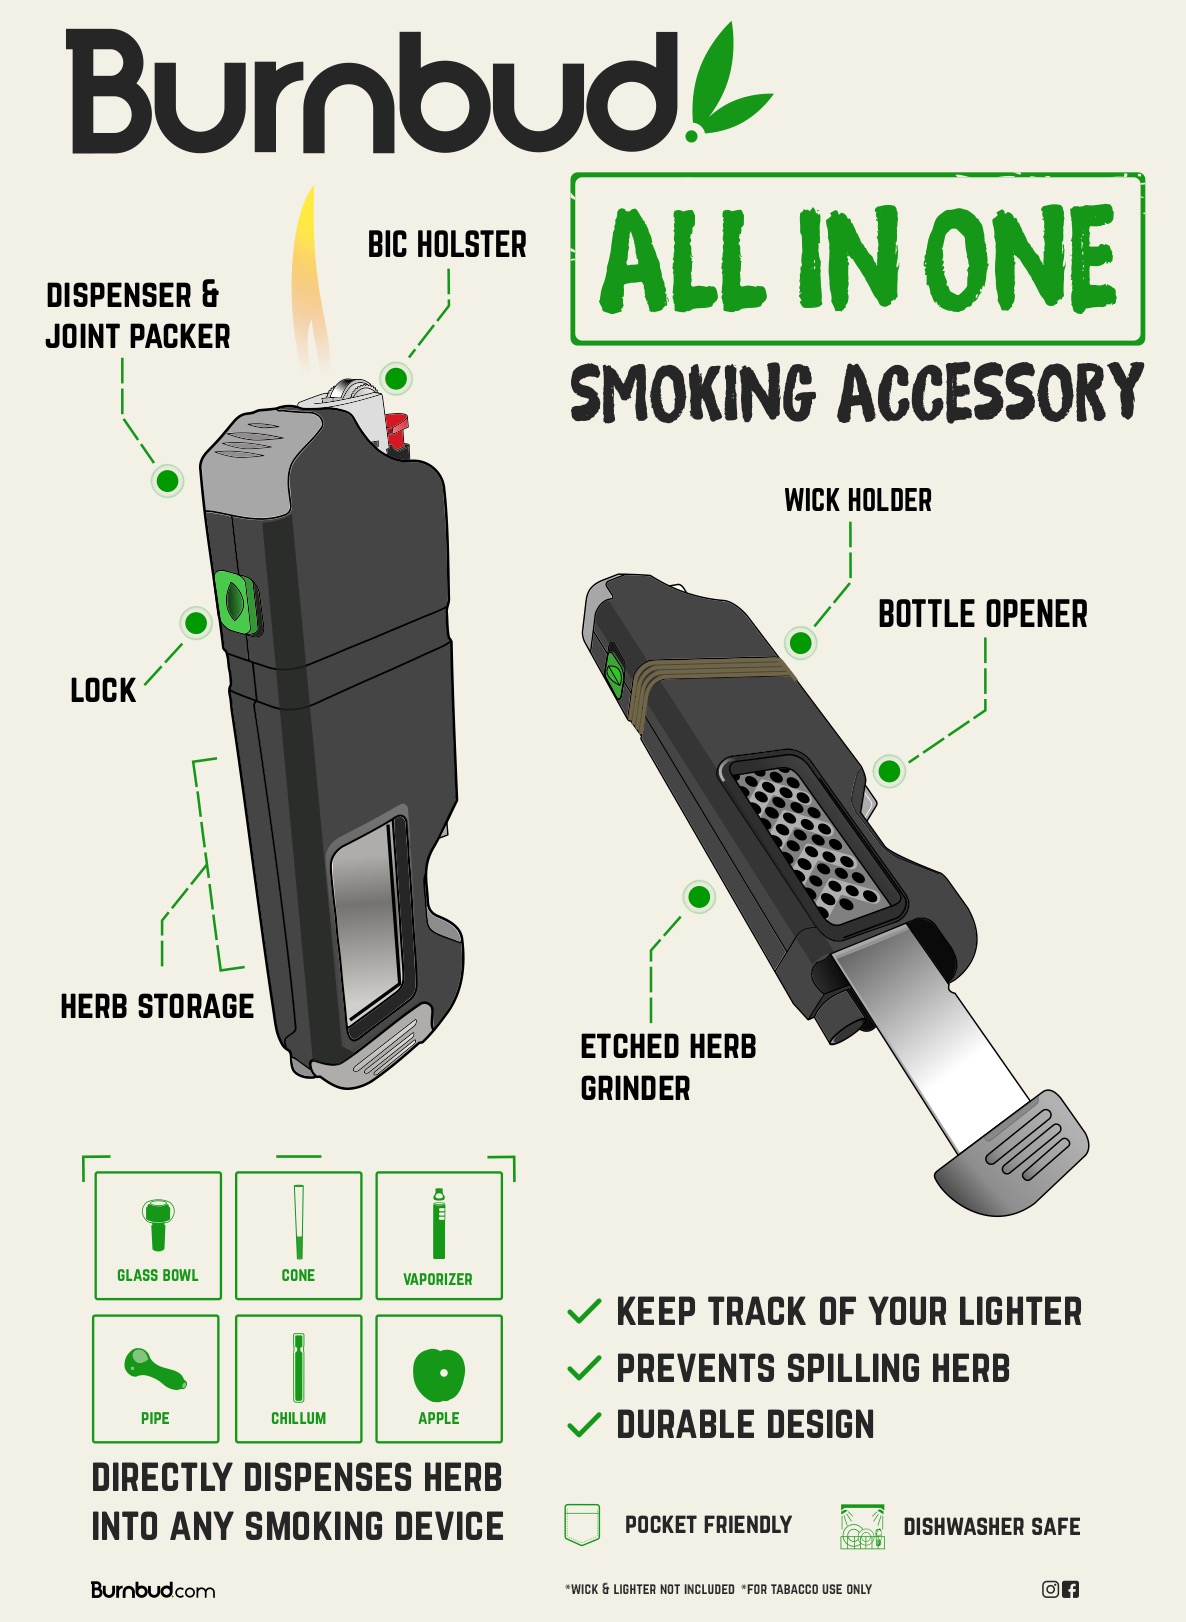 Burnbud
ALL IN ONE
SMOKING ACCESSORY
BIC HOLSTER
DISPENSER &
JOINT PACKER
LOCK
HERB STORAGE
WICK HOLDER
BOTTLE OPENER
ETCHED HERB
GRINDER
GLASS BOWL
CONE
VAPORIZER
PIPE
CHILLUM
APPLE
DIRECTLY DISPENSES HERB
INTO ANY SMOKING DEVICE
KEEP TRACK OF YOUR LIGHTER
PREVENTS SPILLING HERB
DURABLE DESIGN
POCKET FRIENDLY
DISHWASHER SAFE
Burnbud.com
*WICK & LIGHTER NOT INCLUDED *FOR TABACCO USE ONLY